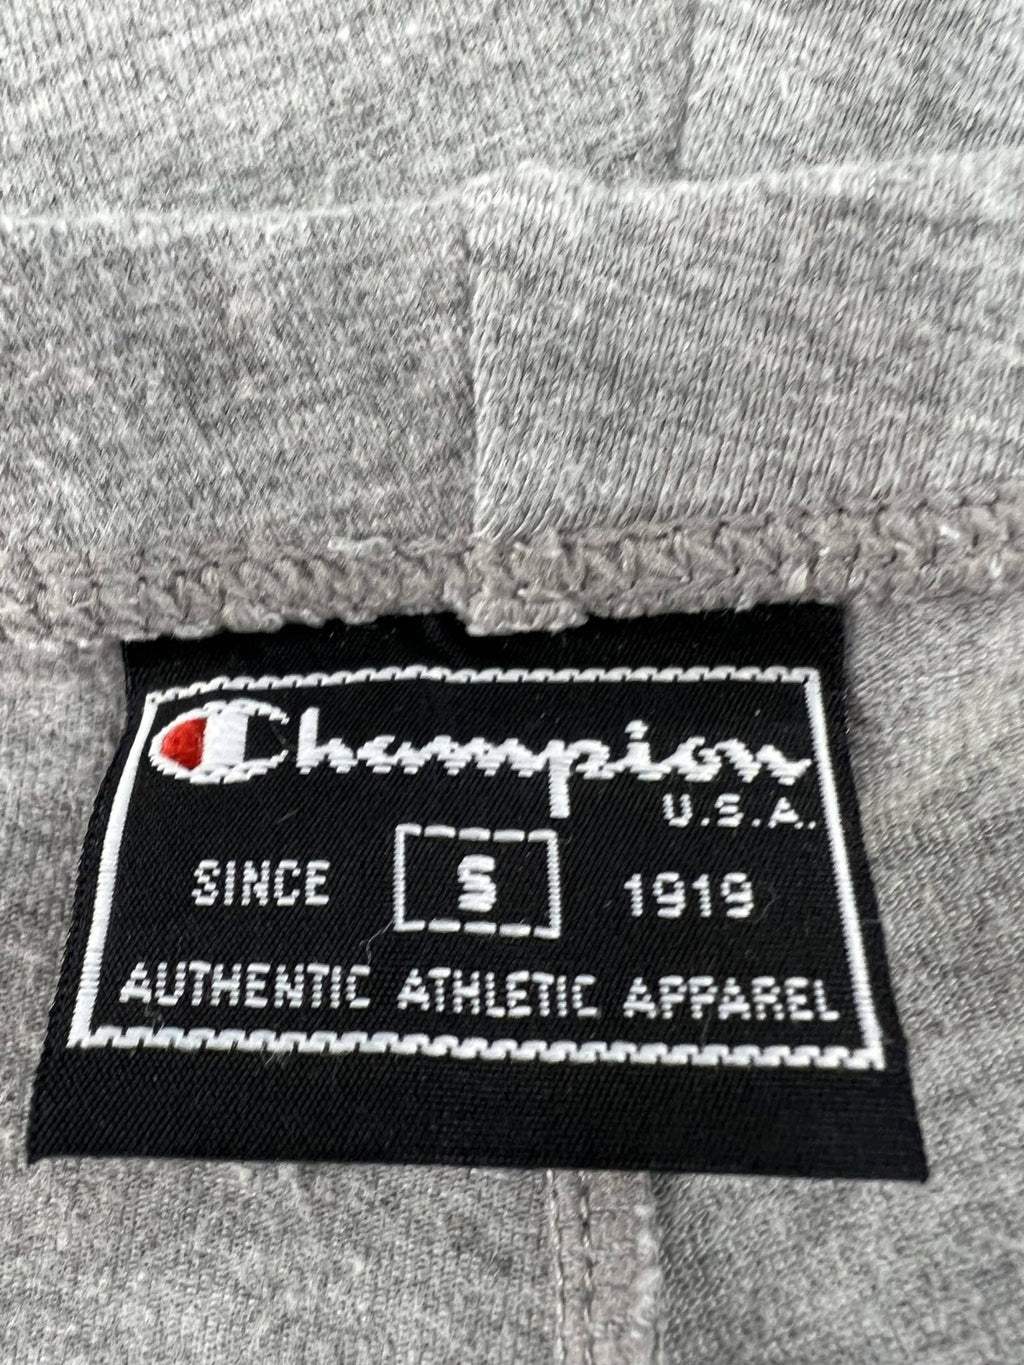 Champion
U.S.A.
SINCE S 1919
AUTHENTIC ATHLETIC APPAREL